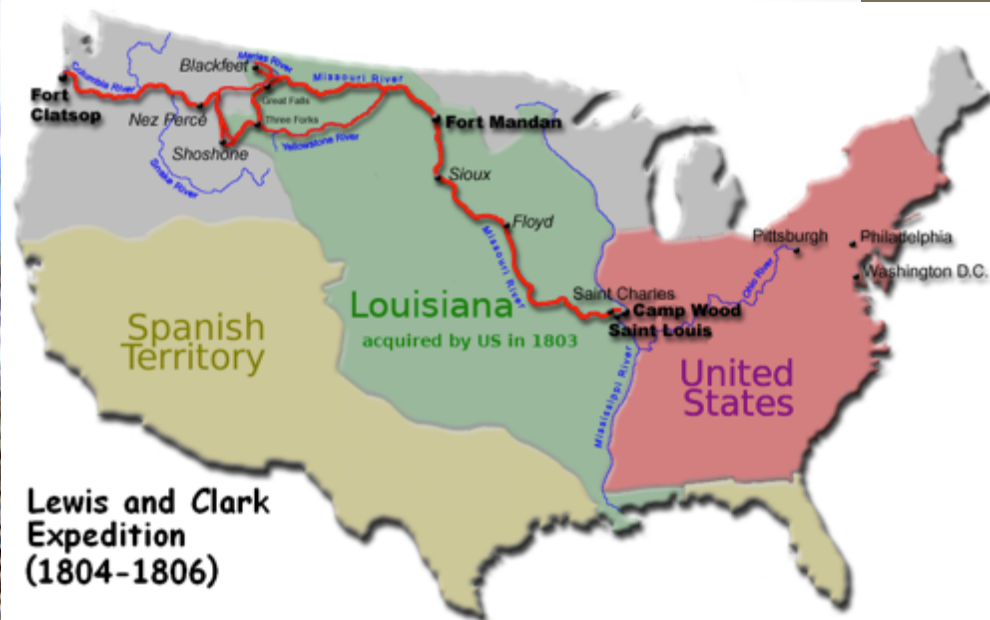 Marias River
Blackfeet
Columbia River
Missouri River
Fort
Clatsop
Great Falls
Nez Percé
Three Forks
Fort Mandan
Shoshone
Yellowstone River
Snake River
Sioux
Floyd
Missouri River
Pittsburgh
Philadelphia
Washington D.C.
Ohio River
Saint Charles
Camp Wood
Saint Louis
Louisiana
acquired by US in 1803
Spanish
Territory
Mississippi River
United
States
Lewis and Clark
Expedition
(1804-1806)